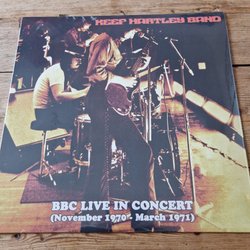 KEEF HARTLEY BAND
BBC LIVE IN CONCERT
(November 1970 - March 1971)